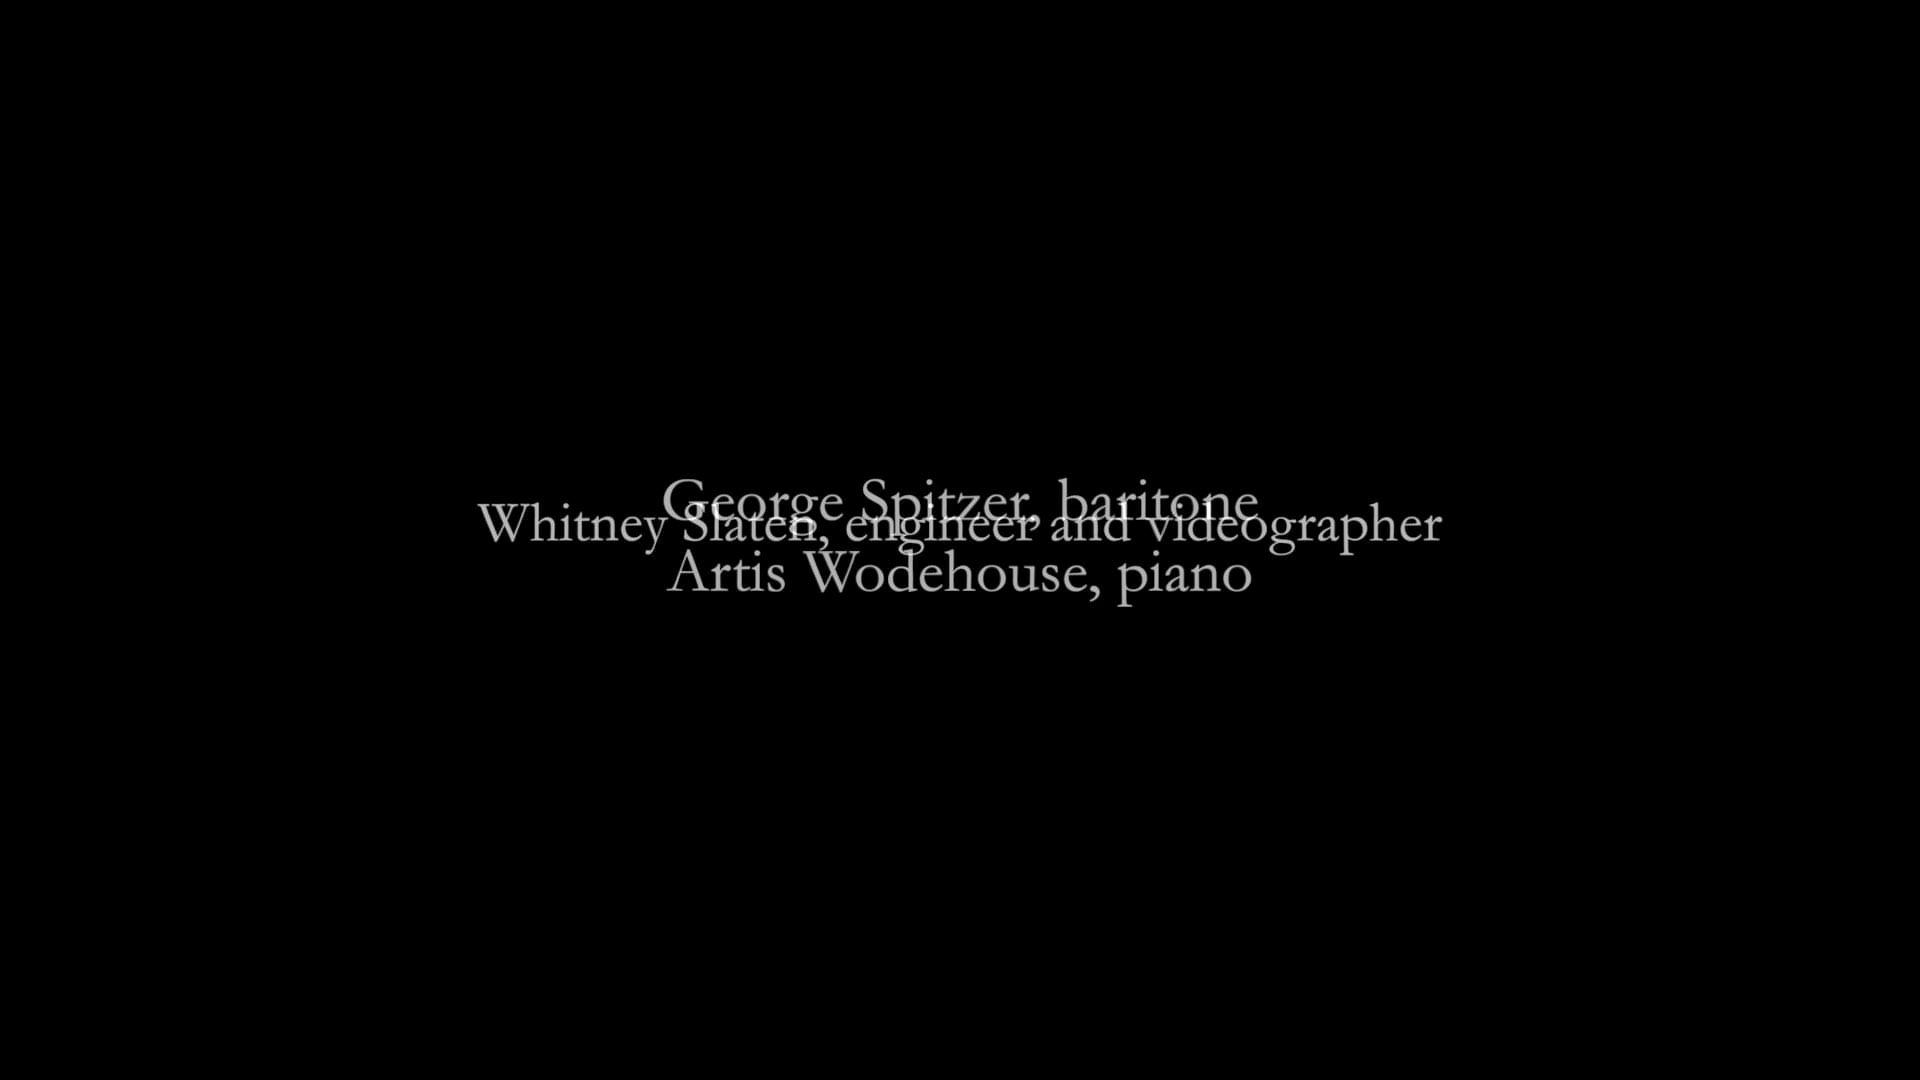 George Spitzer, baritone
Whitney Slaten, engineer and videographer
Artis Wodehouse, piano